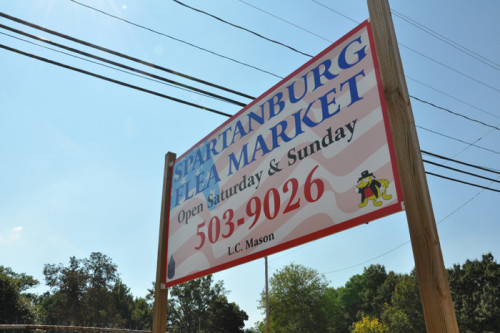 SPARTANBURG
FLEA MARKET
Open Saturday & Sunday
503-9026
L.C. Mason